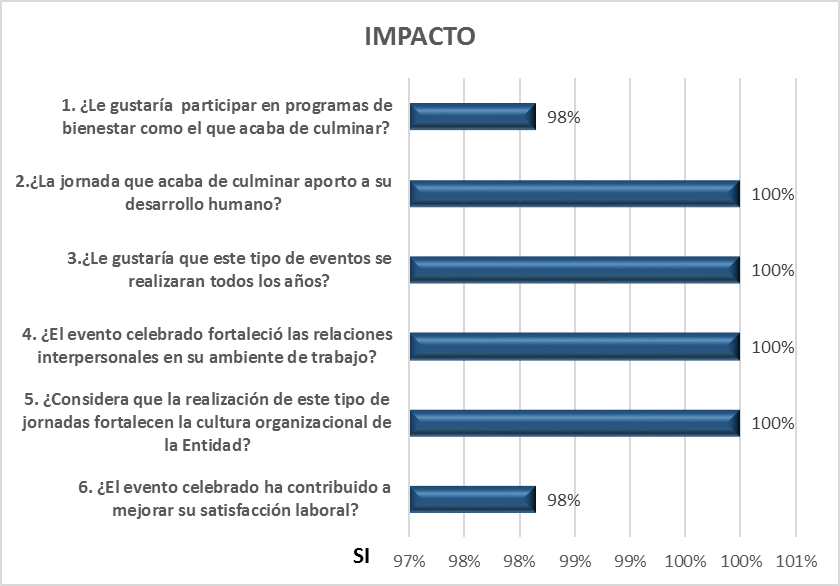 IMPACTO
1. ¿Le gustaría participar en programas de
bienestar como el que acaba de culminar?
98%
2.¿La jornada que acaba de culminar aporto a su
desarrollo humano?
100%
3.¿Le gustaría que este tipo de eventos se
realizaran todos los años?
100%
4. ¿El evento celebrado fortaleció las relaciones
interpersonales en su ambiente de trabajo?
100%
5. ¿Considera que la realización de este tipo de
jornadas fortalecen la cultura organizacional de
la Entidad?
100%
6. ¿El evento celebrado ha contribuido a
mejorar su satisfacción laboral?
98%
SI
97% 98% 98% 99% 99% 100% 100% 101%